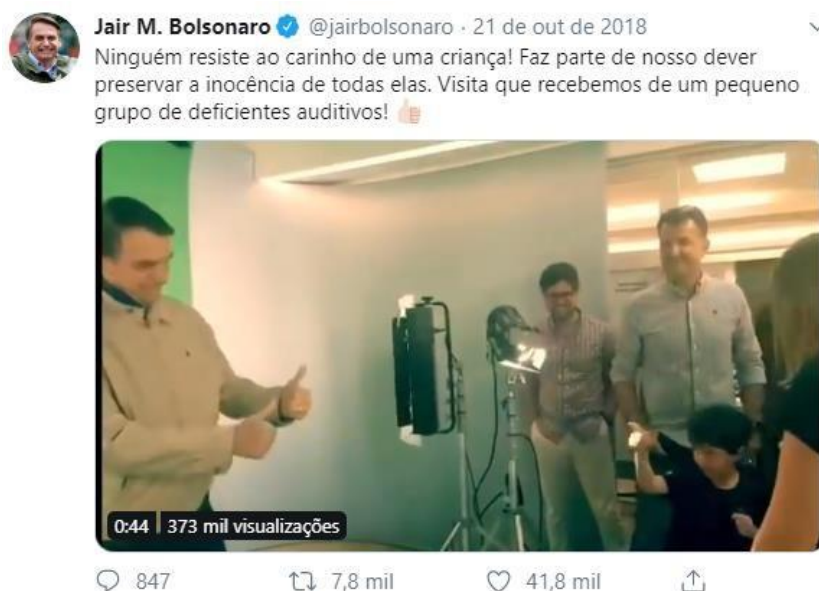 Jair M. Bolsonaro @jairbolsonaro · 21 de out de 2018
Ninguém resiste ao carinho de uma criança! Faz parte de nosso dever
preservar a inocência de todas elas. Visita que recebemos de um pequeno
grupo de deficientes auditivos! 👍🏻
0:44 373 mil visualizações
847 7,8 mil 41,8 mil